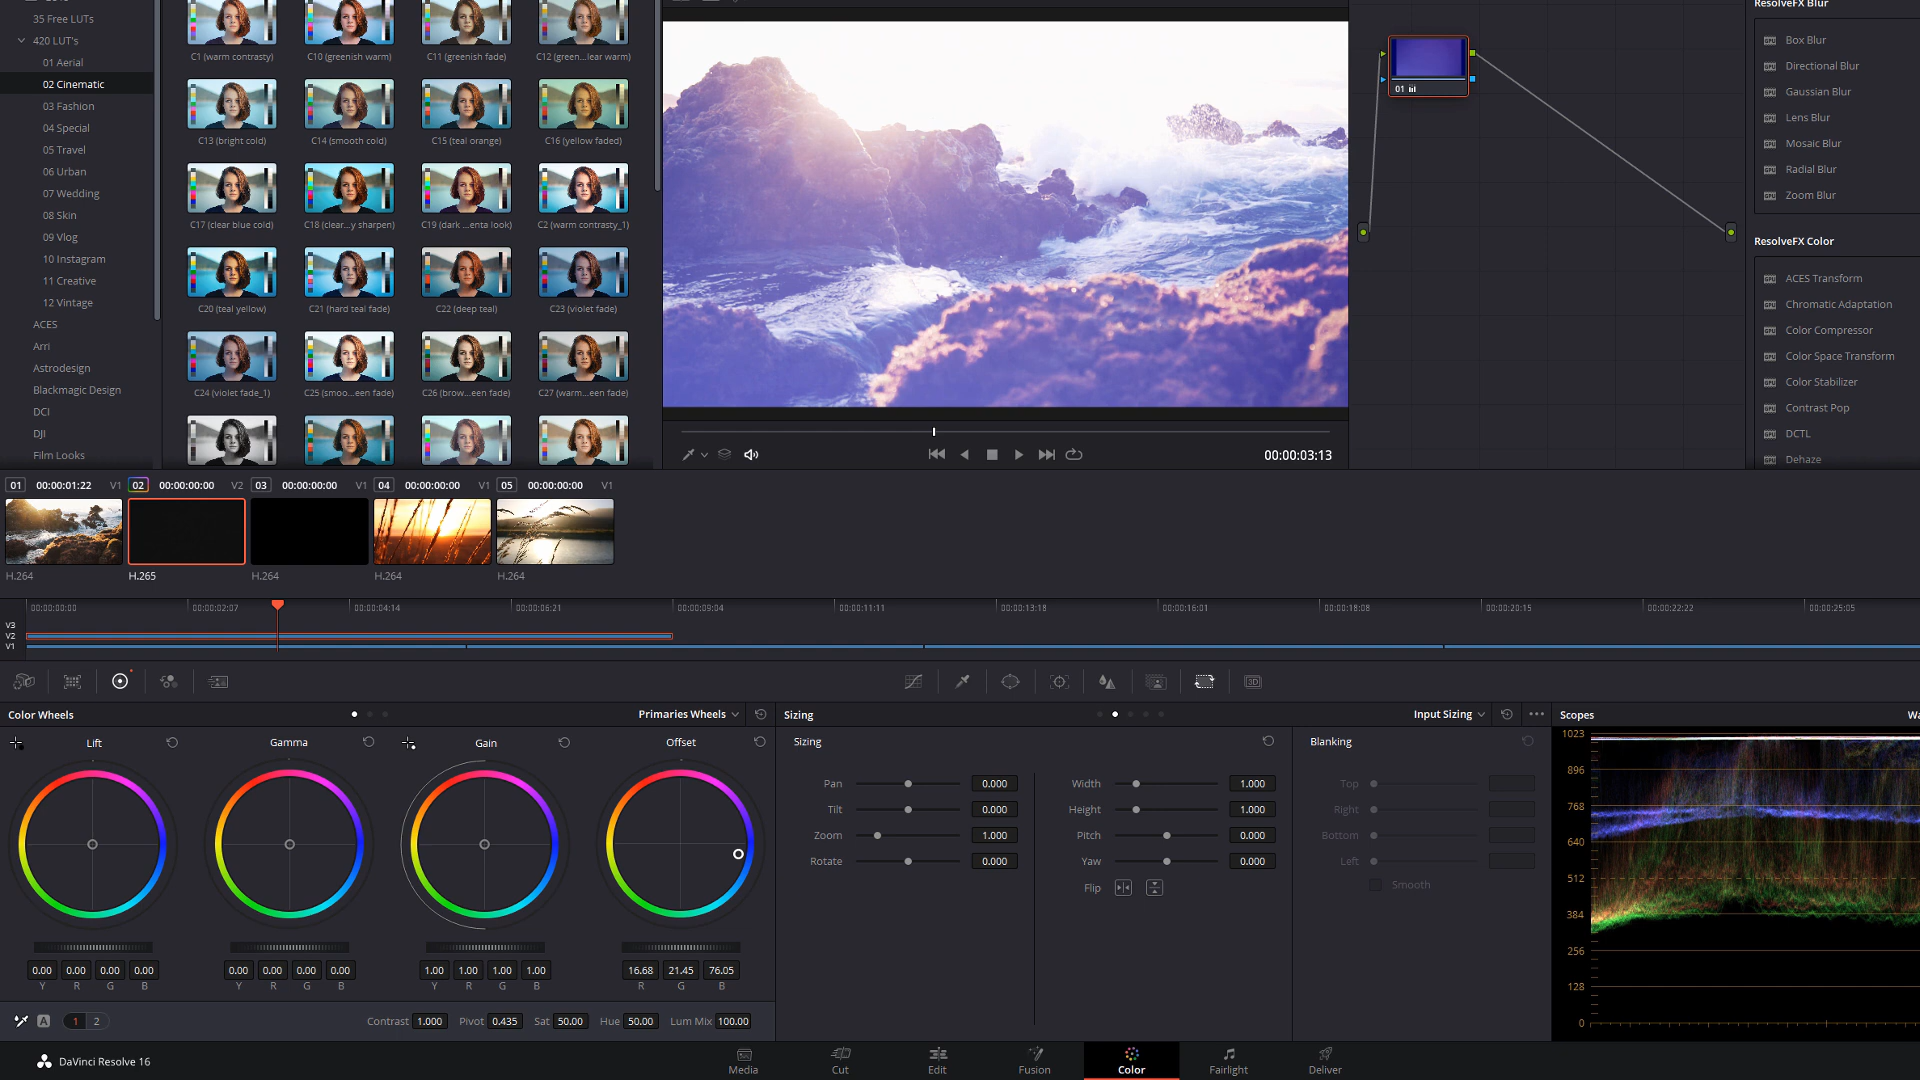 35 Free LUTs
420 LUT's
01 Aerial
02 Cinematic
03 Fashion
04 Special
05 Travel
06 Urban
07 Wedding
08 Skin
09 Vlog
10 Instagram
11 Creative
12 Vintage
ACES
Arri
Astrodesign
Blackmagic Design
DCI
DJI
Film Looks
C1 (warm contrasty) C10 (greenish warm) C11 (greenish fade) C12 (green...lear warm)
C13 (bright cold) C14 (smooth cold) C15 (teal orange) C16 (yellow faded)
C17 (clear blue cold) C18 (clear...y sharpen) C19 (dark ...enta look) C2 (warm contrasty_1)
C20 (teal yellow) C21 (hard teal fade) C22 (deep teal) C23 (violet fade)
C24 (violet fade_1) C25 (smoo...een fade) C26 (brow...een fade) C27 (warm...een fade)
00:00:03:13
01
ResolveFX Blur
Box Blur
Directional Blur
Gaussian Blur
Lens Blur
Mosaic Blur
Radial Blur
Zoom Blur
ResolveFX Color
ACES Transform
Chromatic Adaptation
Color Compressor
Color Space Transform
Color Stabilizer
Contrast Pop
DCTL
Dehaze
01 00:00:01:22 V1 02 00:00:00:00 V2 03 00:00:00:00 V1 04 00:00:00:00 V1 05 00:00:00:00 V1
H.264 H.265 H.264 H.264 H.264
00:00:00:00 00:00:02:07 00:00:04:14 00:00:06:21 00:00:09:04 00:00:11:11 00:00:13:18 00:00:16:01 00:00:18:08 00:00:20:15 00:00:22:22 00:00:25:05
V3
V2
V1
3D
Color Wheels Primaries Wheels
Lift Gamma Gain Offset
0.00 0.00 0.00 0.00 0.00 0.00 0.00 0.00 1.00 1.00 1.00 1.00 16.68 21.45 76.05
Y R G B Y R G B Y R G B R G B
A 1 2 Contrast 1.000 Pivot 0.435 Sat 50.00 Hue 50.00 Lum Mix 100.00
Sizing Input Sizing
Sizing
Pan 0.000 Width 1.000
Tilt 0.000 Height 1.000
Zoom 1.000 Pitch 0.000
Rotate 0.000 Yaw 0.000
Flip
Blanking
Top
Right
Bottom
Left
Smooth
Scopes Wa
1023
896
768
640
512
384
256
128
0
DaVinci Resolve 16
Media Cut Edit Fusion Color Fairlight Deliver